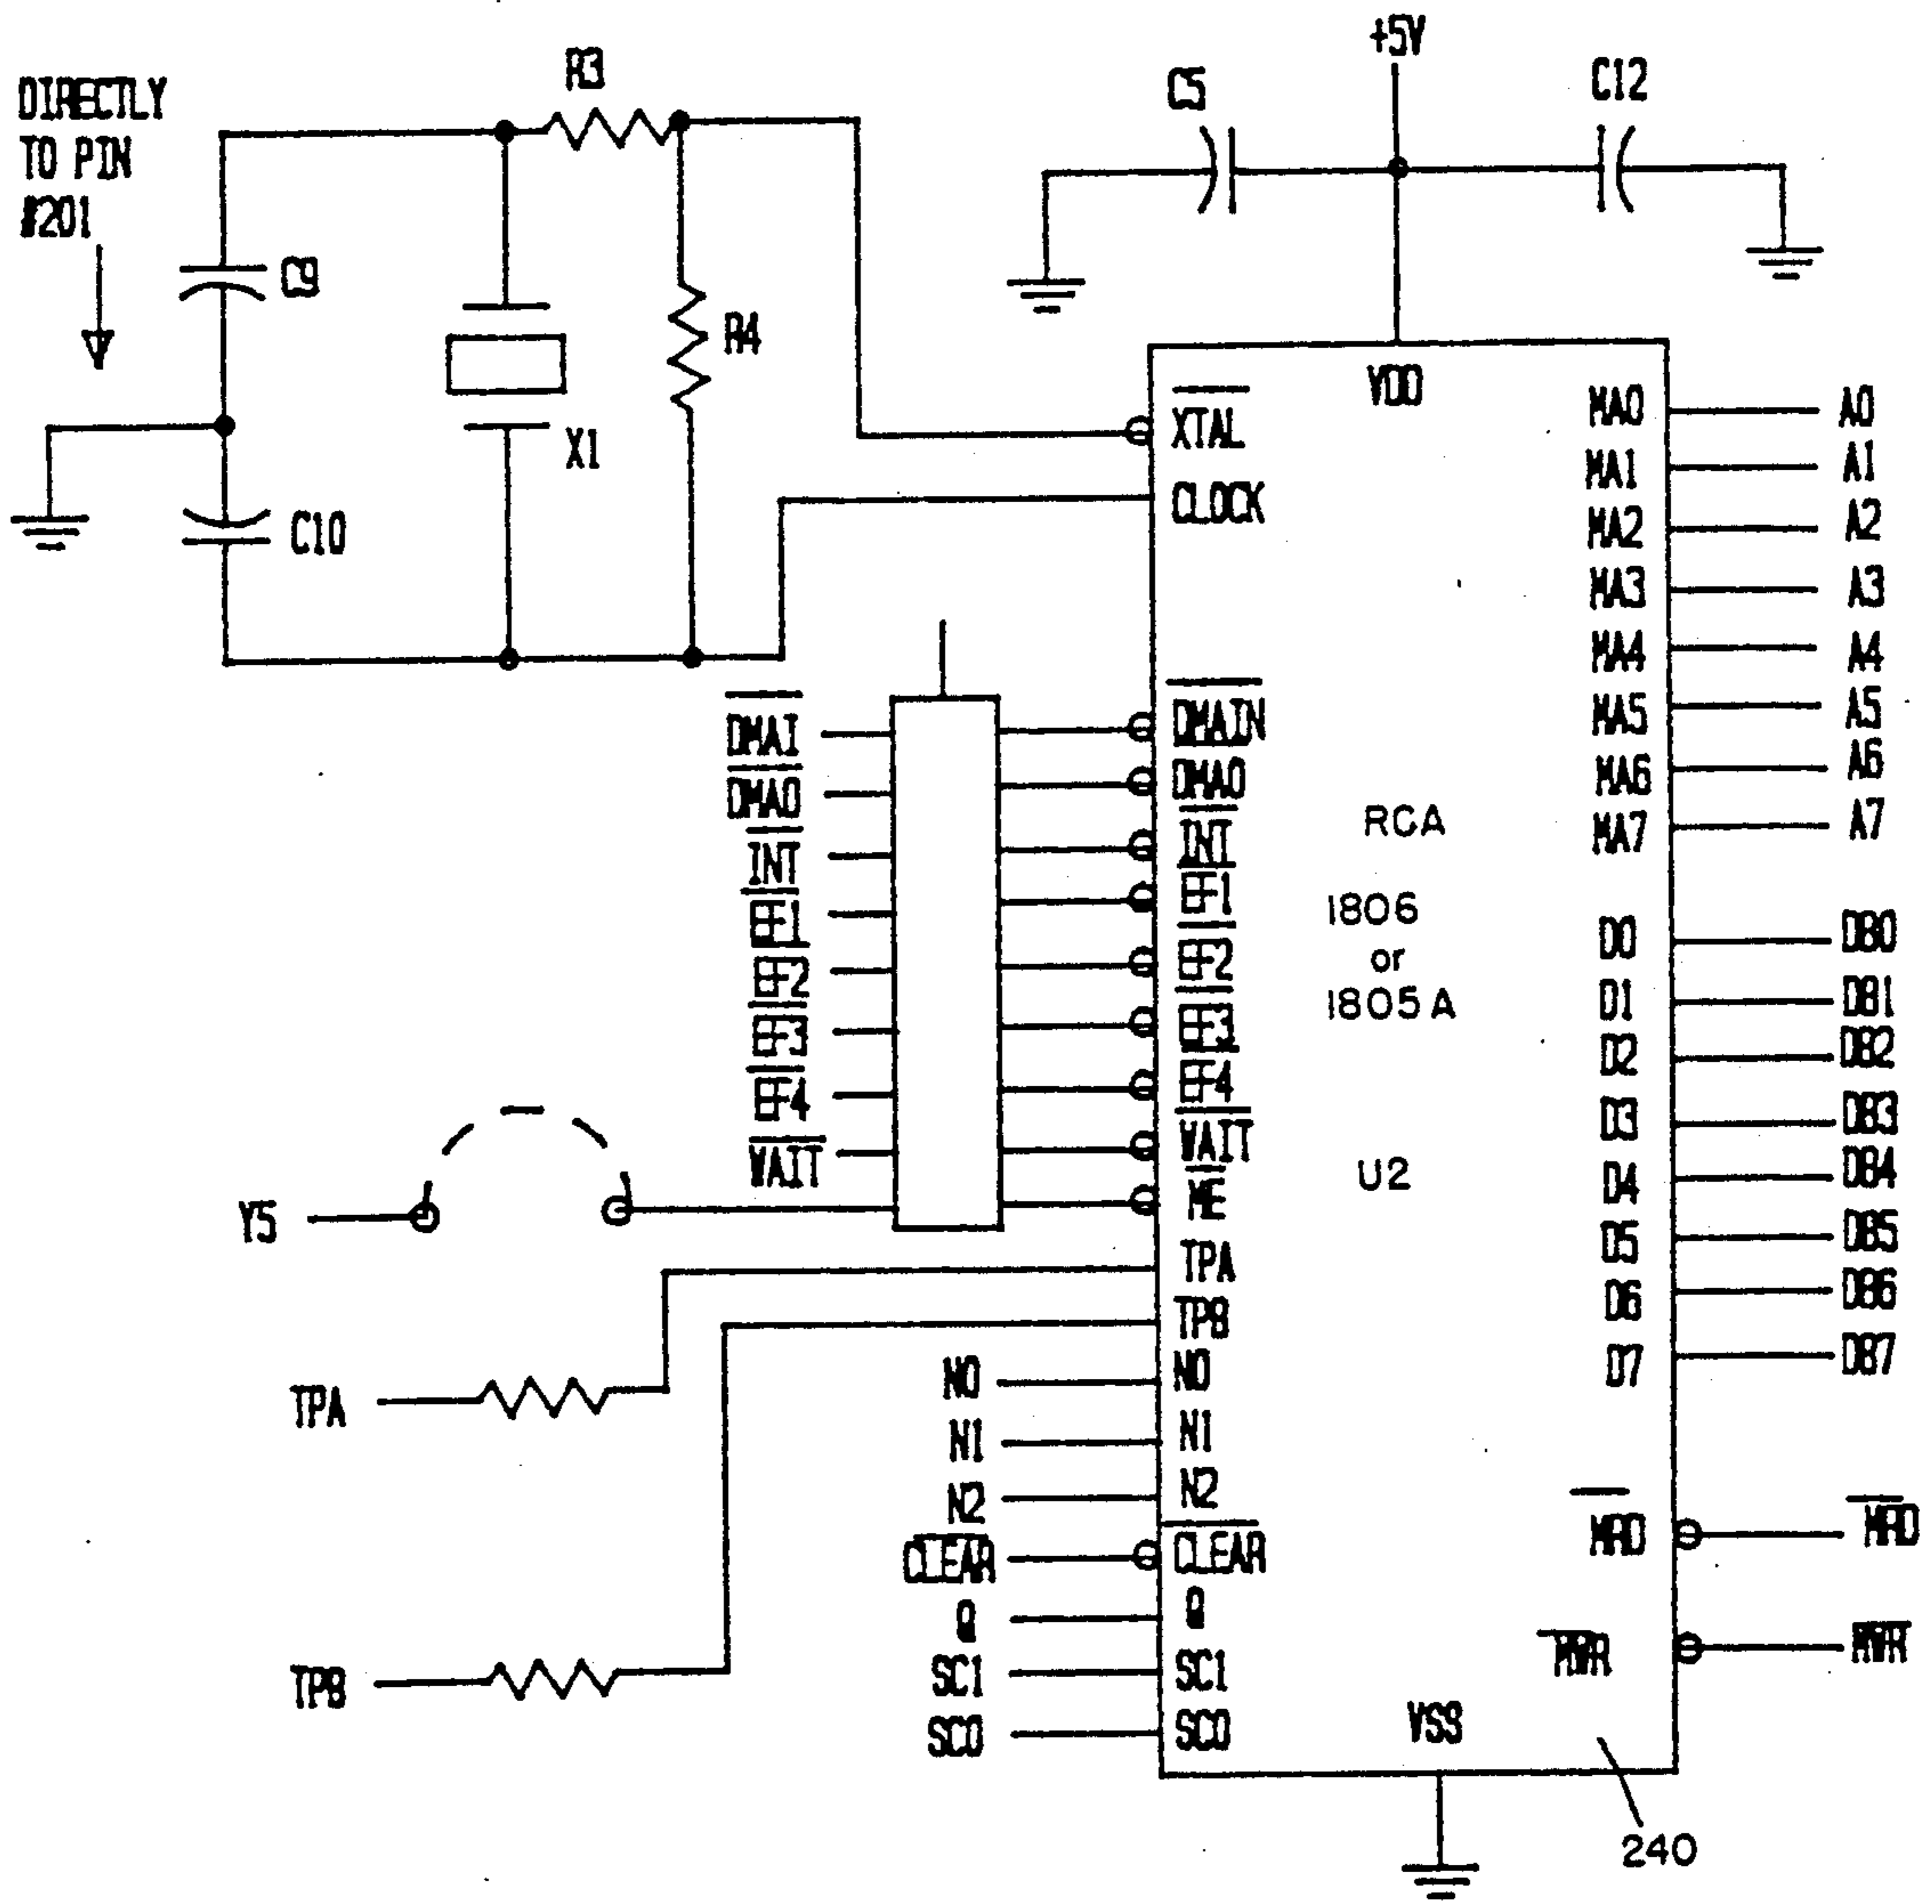 DIRECTLY
TO PIN
#201
R3
C9
C10
X1
R4
+5V
C5
C12
VDD
XTAL
CLOCK
DMAI
DMAO
INT
EF1
EF2
EF3
EF4
WAIT
Y5
TPA
TPB
DMAIN
DMAO
INT
EF1
EF2
EF3
EF4
WAIT
ME
TPA
TPB
N0
N1
N2
CLEAR
Q
SC1
SC0
N0
N1
N2
CLEAR
Q
SC1
SC0
RCA
1806
or
1805A
U2
VSS
240
MA0 A0
MA1 A1
MA2 A2
MA3 A3
MA4 A4
MA5 A5
MA6 A6
MA7 A7
D0 DB0
D1 DB1
D2 DB2
D3 DB3
D4 DB4
D5 DB5
D6 DB6
D7 DB7
MRD MRD
MWR MWR